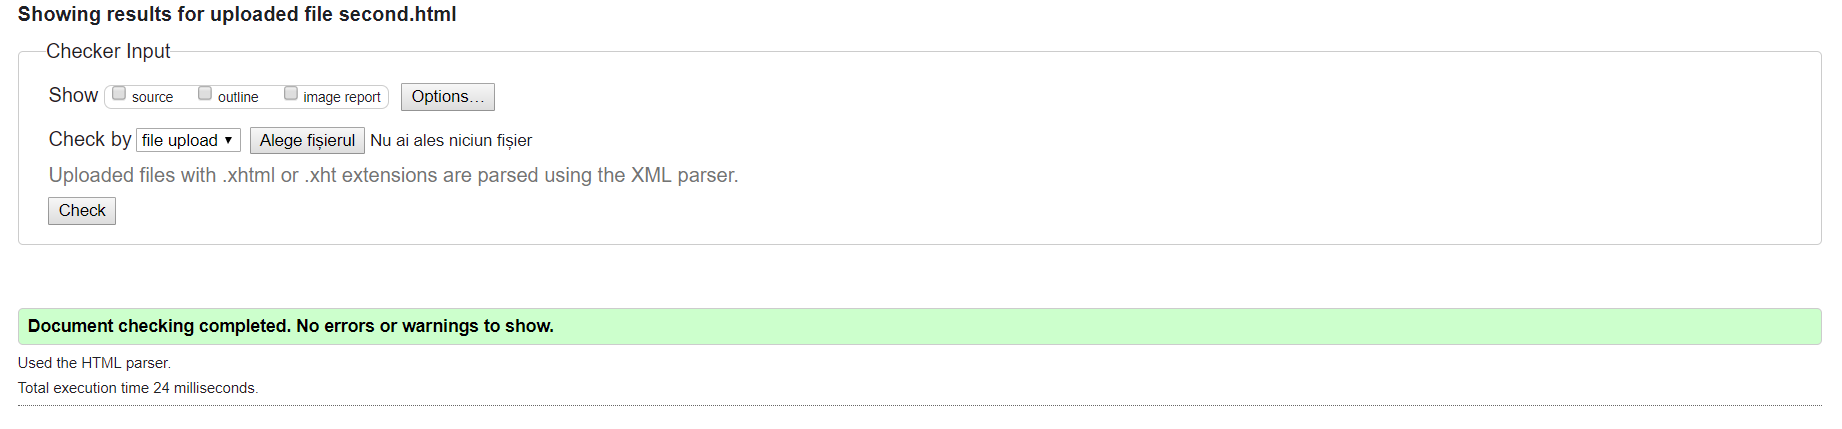 Showing results for uploaded file second.html
Checker Input
Show source outline image report Options...
Check by file upload Alege fișierul Nu ai ales niciun fișier
Uploaded files with .xhtml or .xht extensions are parsed using the XML parser.
Check
Document checking completed. No errors or warnings to show.
Used the HTML parser.
Total execution time 24 milliseconds.